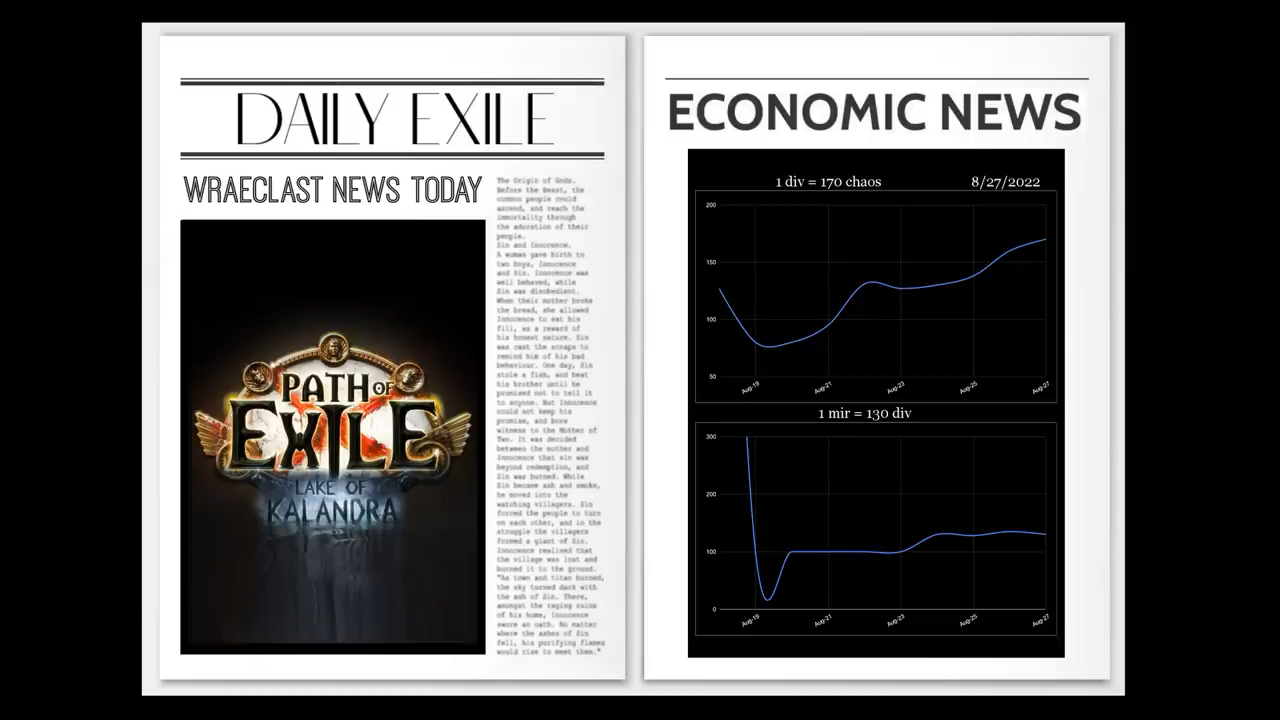 DAILY EXILE
WRAECLAST NEWS TODAY
PATH OF
EXILE
LAKE OF
KALANDRA
The Origin of Gods.
Before the Beast, the
common people could
ascend, and reach the
immortality through
the adoration of their
people.
Sin and Innocence.
A woman gave birth to
two boys, Innocence
and Sin. Innocence was
well behaved, while
Sin was disobedient.
When their mother broke
the bread, she allowed
Innocence to eat his
fill, as a reward of
his honest nature. Sin
was cast the scraps to
remind him of his bad
behaviour. One day, Sin
stole a fish, and beat
his brother until he
promised not to tell it
to anyone. But Innocence
could not keep his
promise, and bore
witness to the Mother of
Two. It was decided
between the mother and
Innocence that sin was
beyond redemption, and
Sin was burned. While
Sin became ash and smoke,
he moved into the
watching villagers. Sin
forced the people to turn
on each other, and in the
struggle the villagers
formed a giant of Sin.
Innocence realised that
the village was lost and
burned it to the ground.
"As town and titan burned,
the sky turned dark with
the ash of Sin. There,
amongst the raging ruins
of his home, Innocence
swore an oath. No matter
where the ashes of Sin
fell, his purifying flames
would rise to meet them."
ECONOMIC NEWS
1 div = 170 chaos 8/27/2022
200
150
100
50
Aug-19 Aug-21 Aug-23 Aug-25 Aug-27
1 mir = 130 div
300
200
100
0
Aug-19 Aug-21 Aug-23 Aug-25 Aug-27